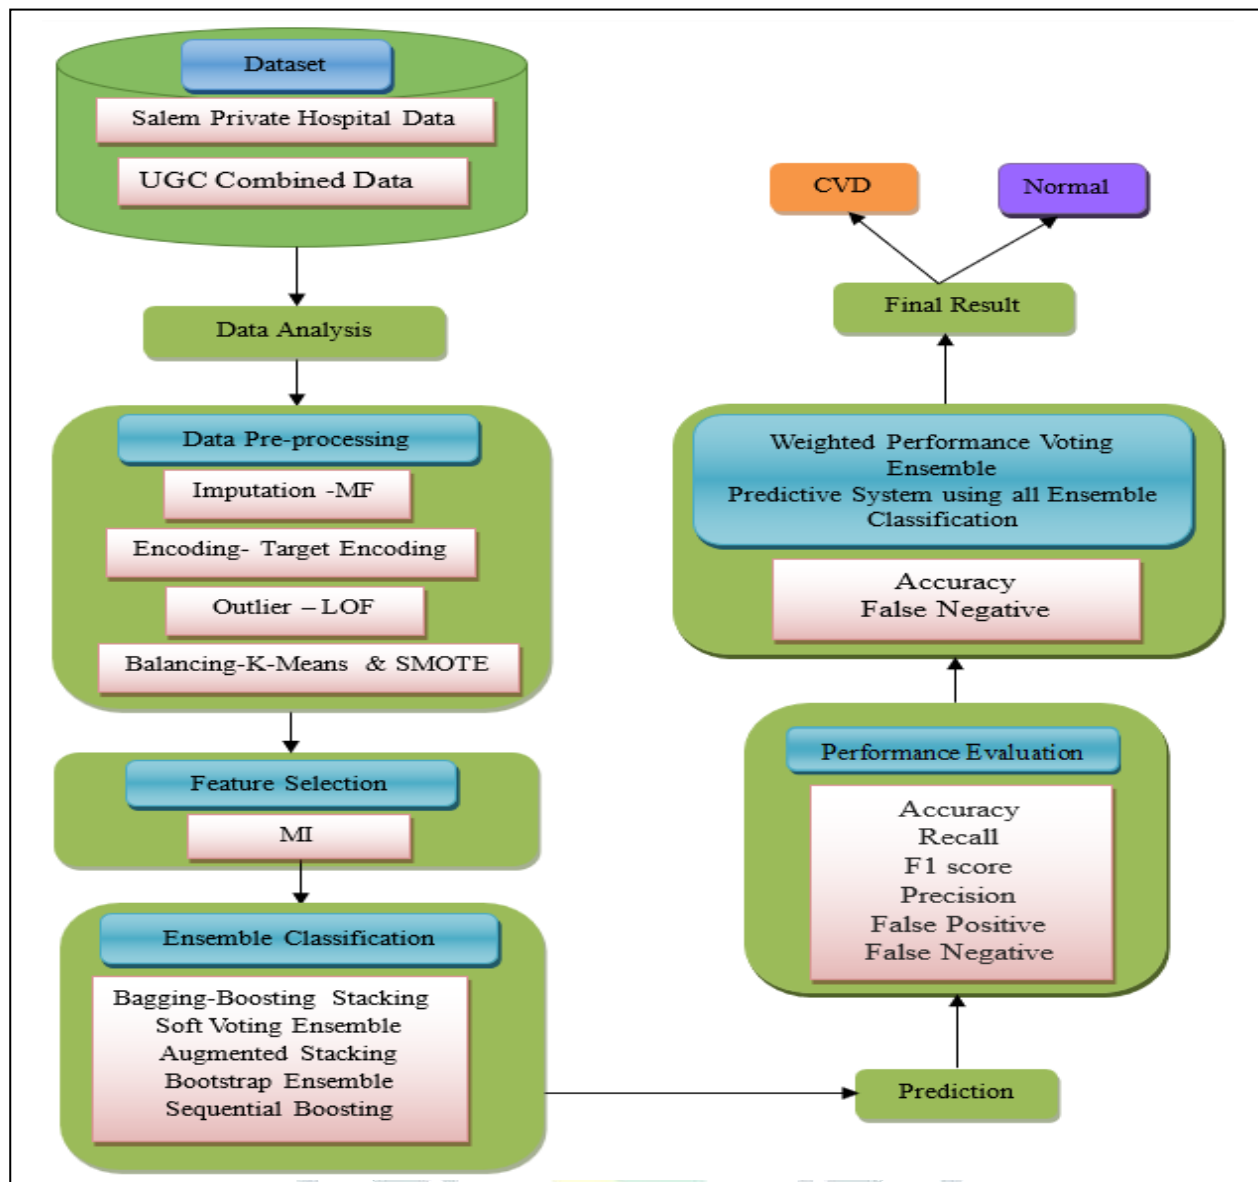 Dataset
Salem Private Hospital Data
UGC Combined Data
Data Analysis
Data Pre-processing
Imputation -MF
Encoding- Target Encoding
Outlier – LOF
Balancing-K-Means & SMOTE
Feature Selection
MI
Ensemble Classification
Bagging-Boosting Stacking
Soft Voting Ensemble
Augmented Stacking
Bootstrap Ensemble
Sequential Boosting
Prediction
Performance Evaluation
Accuracy
Recall
F1 score
Precision
False Positive
False Negative
Weighted Performance Voting
Ensemble
Predictive System using all Ensemble
Classification
Accuracy
False Negative
Final Result
CVD
Normal